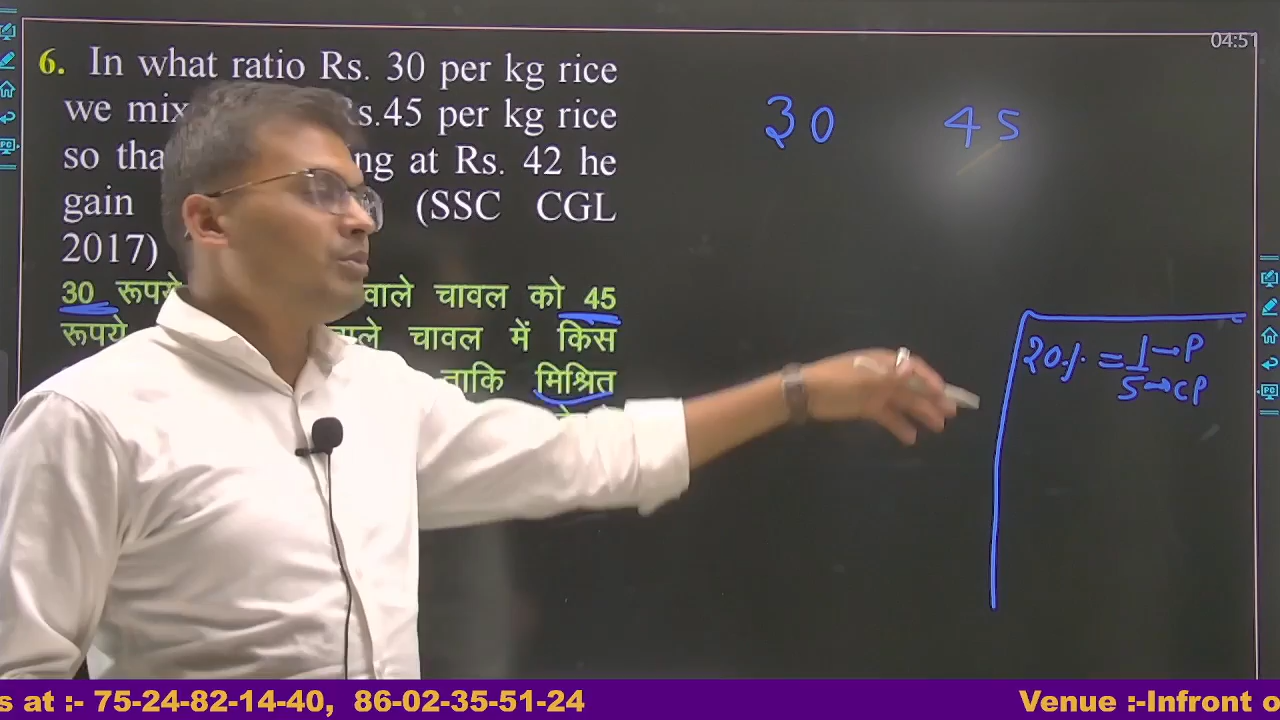 04:51
6. In what ratio Rs. 30 per kg rice
we mix s.45 per kg rice
so tha ng at Rs. 42 he
gain (SSC CGL
2017)
30 रूपये वाले चावल को 45
रूपये वाले चावल में किस
ताकि मिश्रित
30 45
20% = 1→P
5→CP
s at :- 75-24-82-14-40, 86-02-35-51-24
Venue :-Infront o